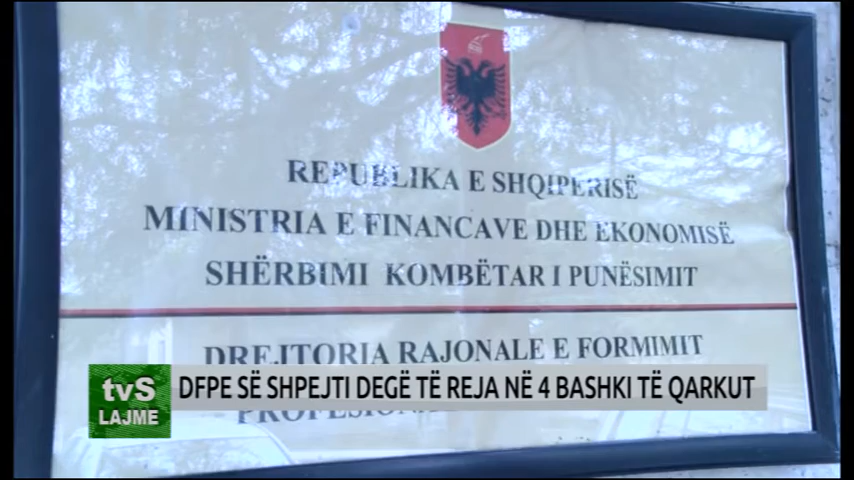 REPUBLIKA E SHQIPERISË
MINISTRIA E FINANCAVE DHE EKONOMISË
SHËRBIMI KOMBËTAR I PUNËSIMIT
DREJTORIA RAJONALE E FORMIMIT
tvS
LAJME
DFPE SË SHPEJTI DEGË TË REJA NË 4 BASHKI TË QARKUT